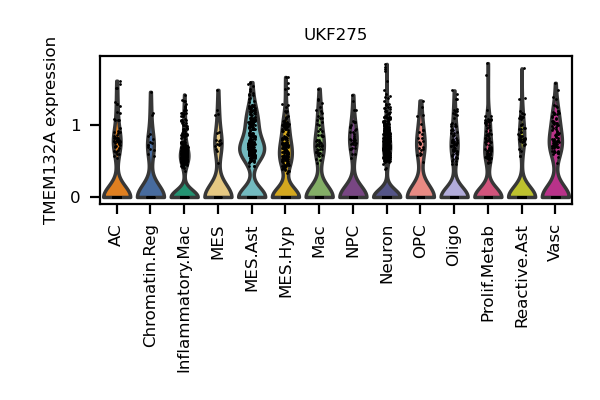 UKF275
TMEM132A expression
1
0
AC
Chromatin.Reg
Inflammatory.Mac
MES
MES.Ast
MES.Hyp
Mac
NPC
Neuron
OPC
Oligo
Prolif.Metab
Reactive.Ast
Vasc